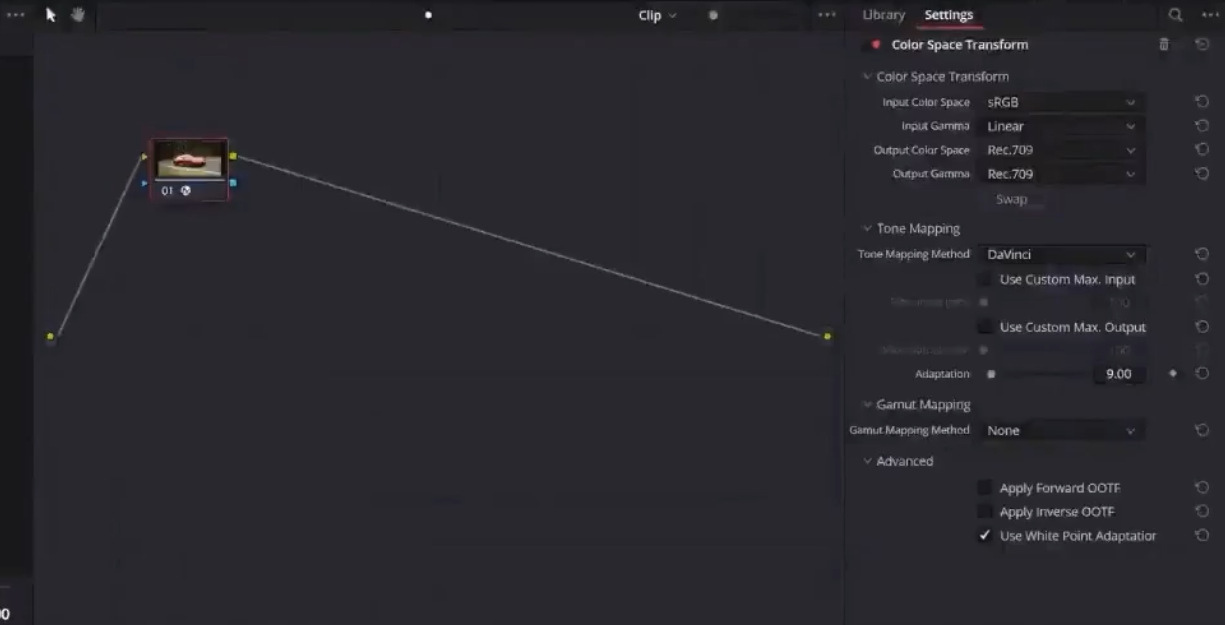 Clip
Library Settings
Color Space Transform
Color Space Transform
Input Color Space sRGB
Input Gamma Linear
Output Color Space Rec.709
Output Gamma Rec.709
Swap
Tone Mapping
Tone Mapping Method DaVinci
Use Custom Max. Input
Use Custom Max. Output
Adaptation 9.00
Gamut Mapping
Gamut Mapping Method None
Advanced
Apply Forward OOTF
Apply Inverse OOTF
Use White Point Adaptation
01